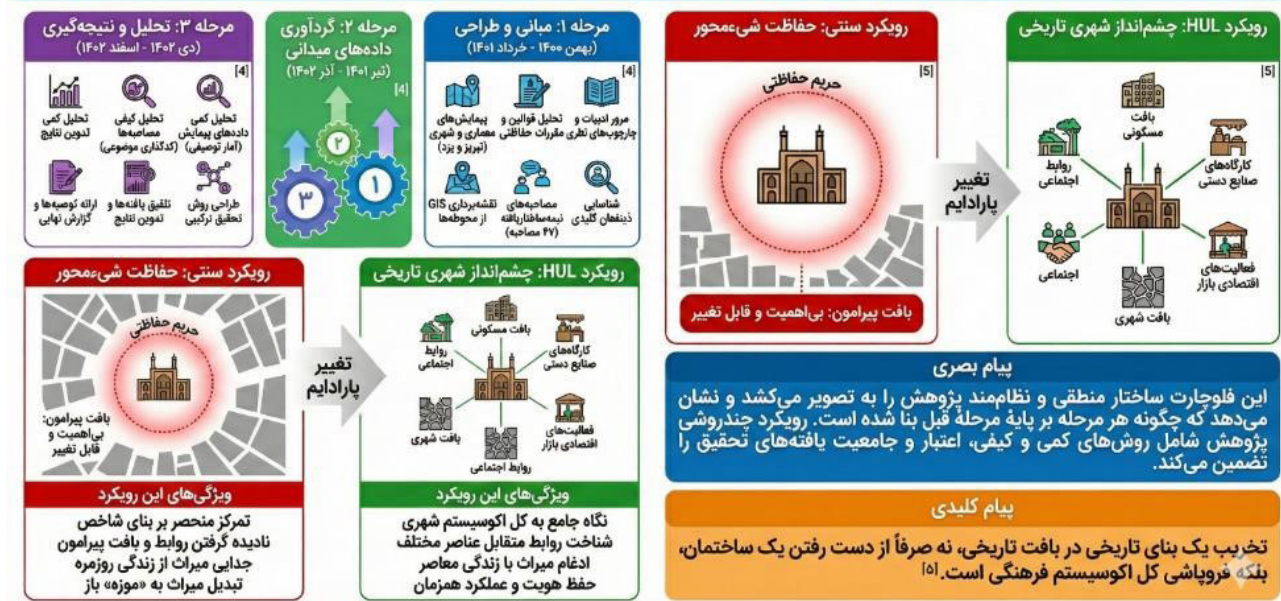 مرحله ۱: مبانی و طراحی
(بهمن ۱۴۰۰ - خرداد ۱۴۰۱)
[4]
مرور ادبیات و
چارچوب‌های نظری
تحلیل قوانین و
مقررات حفاظتی
پیمایش‌های
معماری و شهری
(تبریز و یزد)
شناسایی
ذینفعان کلیدی
مصاحبه‌های
نیمه‌ساختاریافته
(۴۷ مصاحبه)
نقشه‌برداری GIS
از محوطه‌ها
مرحله ۲: گردآوری
داده‌های میدانی
(تیر ۱۴۰۱ - آذر ۱۴۰۲)
[4]
۱
۲
۳
مرحله ۳: تحلیل و نتیجه‌گیری
(دی ۱۴۰۲ - اسفند ۱۴۰۲)
[4]
تحلیل کمی
داده‌های پیمایش
(آمار توصیفی)
تحلیل کیفی
مصاحبه‌ها
(کدگذاری موضوعی)
تحلیل کمی
تدوین نتایج
طراحی روش
تحقیق ترکیبی
تلفیق یافته‌ها و
تموین نتایج
ارائه توصیه‌ها و
گزارش نهایی
رویکرد HUL: چشم‌انداز شهری تاریخی
[5]
بافت
مسکونی
کارگاه‌های
صنایع دستی
روابط
اجتماعی
فعالیت‌های
اقتصادی بازار
اجتماعی
بافت شهری
تغییر
پارادایم
رویکرد سنتی: حفاظت شیءمحور
[5]
حریم حفاظتی
بافت پیرامون: بی‌اهمیت و قابل تغییر
رویکرد HUL: چشم‌انداز شهری تاریخی
بافت مسکونی
کارگاه‌های
صنایع دستی
روابط
اجتماعی
فعالیت‌های
اقتصادی بازار
بافت شهری
روابط اجتماعی
ویژگی‌های این رویکرد
نگاه جامع به کل اکوسیستم شهری
شناخت روابط متقابل عناصر مختلف
ادغام میراث با زندگی معاصر
حفظ هویت و عملکرد همزمان
تغییر
پارادایم
رویکرد سنتی: حفاظت شیءمحور
حریم حفاظتی
بافت پیرامون:
بی‌اهمیت و
قابل تغییر
ویژگی‌های این رویکرد
تمرکز منحصر بر بنای شاخص
نادیده گرفتن روابط و بافت پیرامون
جدایی میراث از زندگی روزمره
تبدیل میراث به «موزه» باز
پیام بصری
این فلوچارت ساختار منطقی و نظام‌مند پژوهش را به تصویر می‌کشد و نشان
می‌دهد که چگونه هر مرحله بر پایهٔ مرحلهٔ قبل بنا شده است. رویکرد چندروشی
پژوهش شامل روش‌های کمی و کیفی، اعتبار و جامعیت یافته‌های تحقیق را
تضمین می‌کند.
پیام کلیدی
تخریب یک بنای تاریخی در بافت تاریخی، نه صرفاً از دست رفتن یک ساختمان،
بلکه فروپاشی کل اکوسیستم فرهنگی است.[۵]